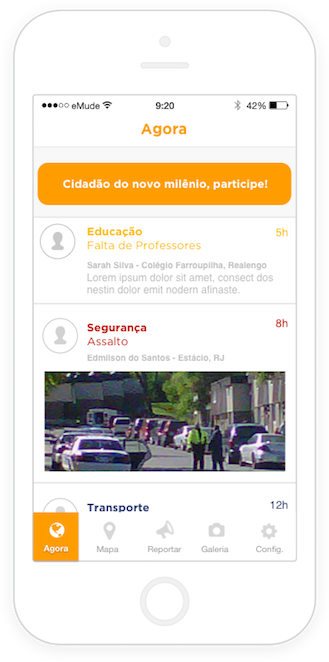 eMude 9:20 42%
Agora
Cidadão do novo milênio, participe!
Educação 5h
Falta de Professores
Sarah Silva - Colégio Farroupilha, Realengo
Lorem ipsum dolor sit amet, consect dos
nestin dolor emit nodern afinaste.
Segurança 8h
Assalto
Edmilson do Santos - Estácio, RJ
Transporte 12h
Agora Mapa Reportar Galeria Config.